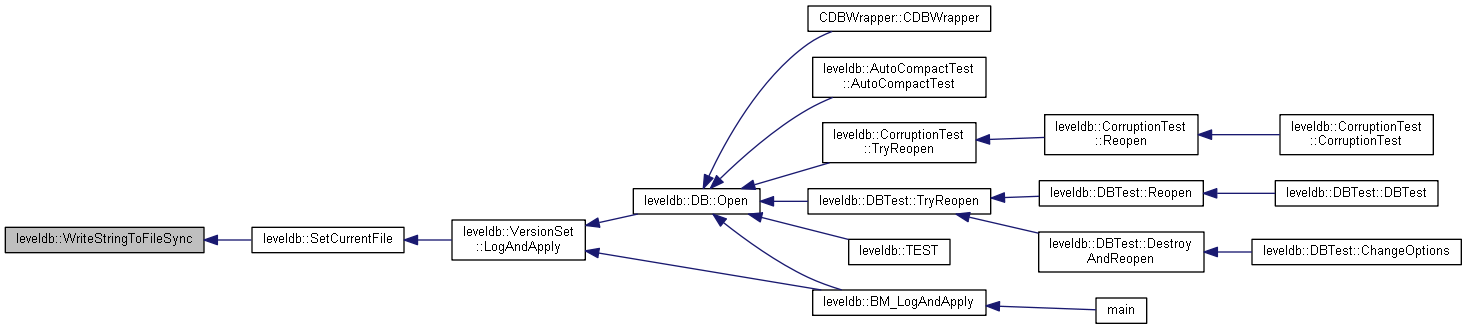 CDBWrapper::CDBWrapper
leveldb::AutoCompactTest
::AutoCompactTest
leveldb::CorruptionTest
::TryReopen
leveldb::CorruptionTest
::Reopen
leveldb::CorruptionTest
::CorruptionTest
leveldb::DB::Open
leveldb::DBTest::TryReopen
leveldb::DBTest::Reopen
leveldb::DBTest::DBTest
leveldb::WriteStringToFileSync
leveldb::SetCurrentFile
leveldb::VersionSet
::LogAndApply
leveldb::TEST
leveldb::DBTest::Destroy
AndReopen
leveldb::DBTest::ChangeOptions
leveldb::BM_LogAndApply
main